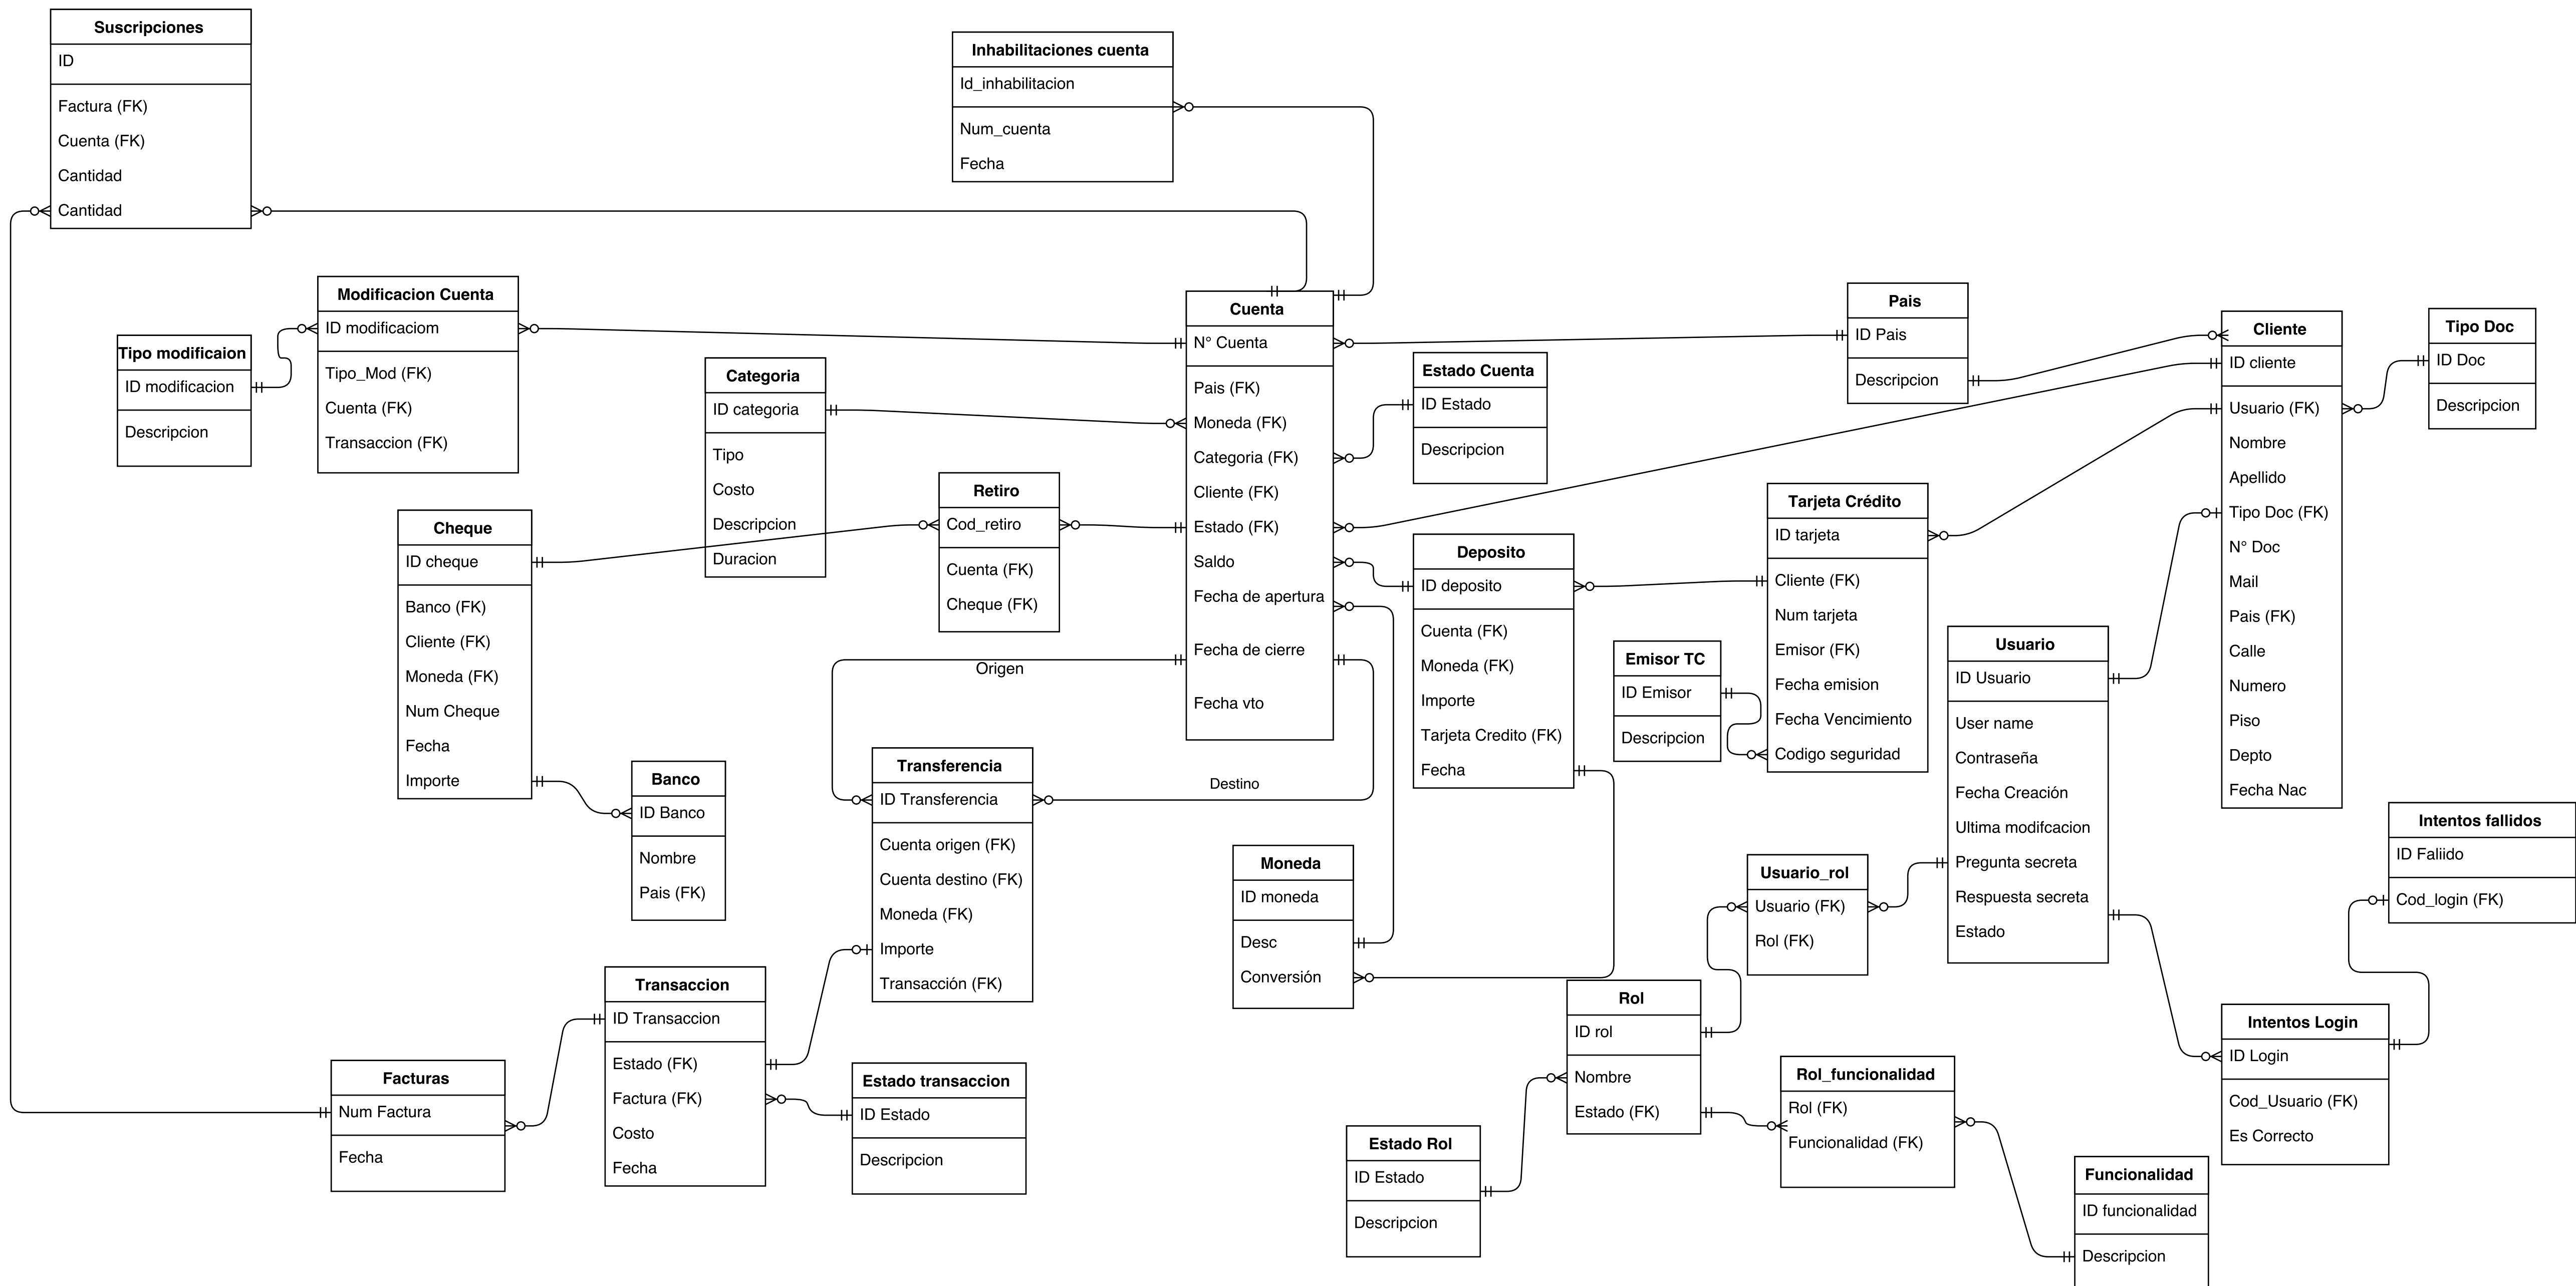 Suscripciones
ID
Factura (FK)
Cuenta (FK)
Cantidad
Cantidad
Inhabilitaciones cuenta
Id_inhabilitacion
Num_cuenta
Fecha
Tipo modificaion
ID modificacion
Descripcion
Modificacion Cuenta
ID modificaciom
Tipo_Mod (FK)
Cuenta (FK)
Transaccion (FK)
Categoria
ID categoria
Tipo
Costo
Descripcion
Duracion
Cuenta
N° Cuenta
Pais (FK)
Moneda (FK)
Categoria (FK)
Cliente (FK)
Estado (FK)
Saldo
Fecha de apertura
Fecha de cierre
Fecha vto
Estado Cuenta
ID Estado
Descripcion
Pais
ID Pais
Descripcion
Cliente
ID cliente
Usuario (FK)
Nombre
Apellido
Tipo Doc (FK)
N° Doc
Mail
Pais (FK)
Calle
Numero
Piso
Depto
Fecha Nac
Tipo Doc
ID Doc
Descripcion
Cheque
ID cheque
Banco (FK)
Cliente (FK)
Moneda (FK)
Num Cheque
Fecha
Importe
Retiro
Cod_retiro
Cuenta (FK)
Cheque (FK)
Deposito
ID deposito
Cuenta (FK)
Moneda (FK)
Importe
Tarjeta Credito (FK)
Fecha
Tarjeta Crédito
ID tarjeta
Cliente (FK)
Num tarjeta
Emisor (FK)
Fecha emision
Fecha Vencimiento
Codigo seguridad
Emisor TC
ID Emisor
Descripcion
Usuario
ID Usuario
User name
Contraseña
Fecha Creación
Ultima modifcacion
Pregunta secreta
Respuesta secreta
Estado
Origen
Destino
Banco
ID Banco
Nombre
Pais (FK)
Transferencia
ID Transferencia
Cuenta origen (FK)
Cuenta destino (FK)
Moneda (FK)
Importe
Transacción (FK)
Moneda
ID moneda
Desc
Conversión
Usuario_rol
Usuario (FK)
Rol (FK)
Intentos fallidos
ID Faliido
Cod_login (FK)
Transaccion
ID Transaccion
Estado (FK)
Factura (FK)
Costo
Fecha
Rol
ID rol
Nombre
Estado (FK)
Intentos Login
ID Login
Cod_Usuario (FK)
Es Correcto
Facturas
Num Factura
Fecha
Estado transaccion
ID Estado
Descripcion
Rol_funcionalidad
Rol (FK)
Funcionalidad (FK)
Estado Rol
ID Estado
Descripcion
Funcionalidad
ID funcionalidad
Descripcion